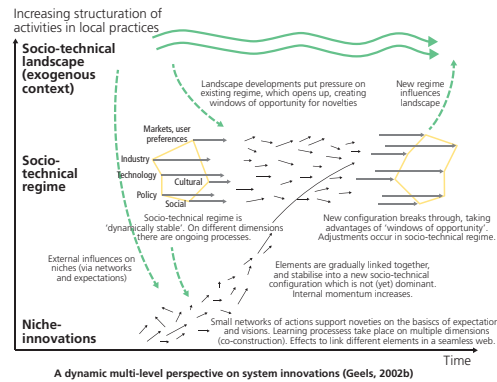 Increasing structuration of
activities in local practices
Socio-technical
landscape
(exogenous
context)
Landscape developments put pressure on
existing regime, which opens up, creating
windows of opportunity for novelties
New regime
influences
landscape
Markets, user
preferences
Industry
Technology
Cultural
Policy
Social
Socio-
technical
regime
Socio-technical regime is
‘dynamically stable’. On different dimensions
there are ongoing processes.
New configuration breaks through, taking
advantages of ‘windows of opportunity’.
Adjustments occur in socio-technical regime.
External influences on
niches (via networks
and expectations)
Elements are gradually linked together,
and stabilise into a new socio-technical
configuration which is not (yet) dominant.
Internal momentum increases.
Niche-
innovations
Small networks of actions support novelties on the basiscs of expectation
and visions. Learning processess take place on multiple dimensions
(co-construction). Effects to link different elements in a seamless web.
Time
A dynamic multi-level perspective on system innovations (Geels, 2002b)